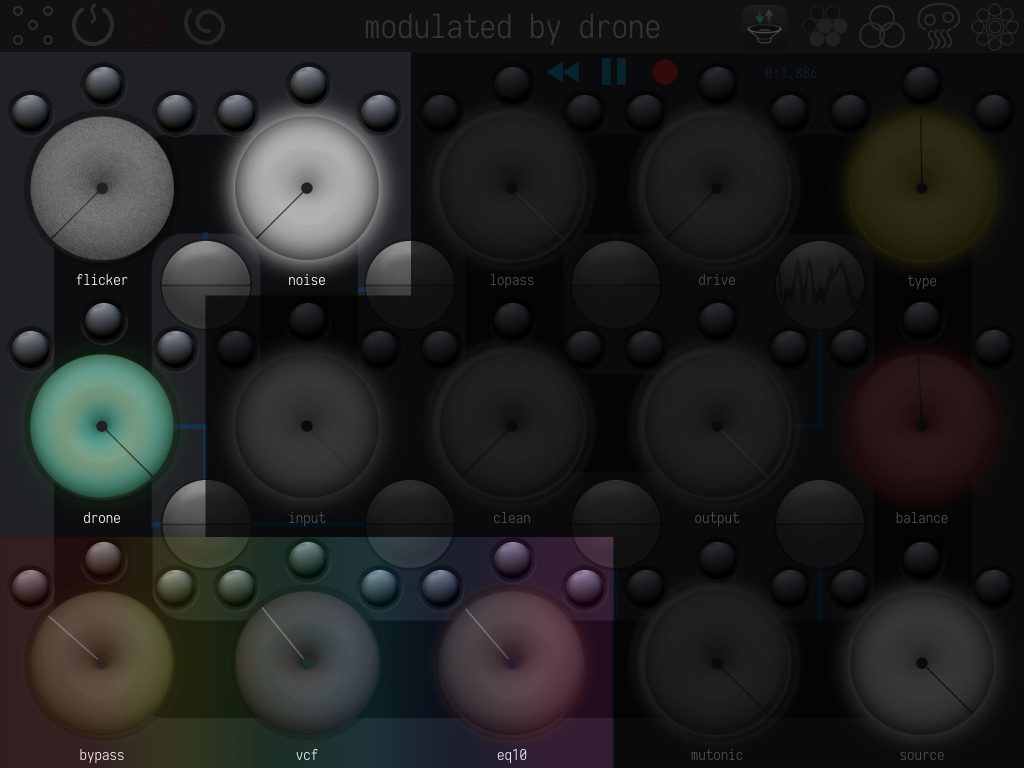 modulated by drone
0:1.886
flicker
noise
lopass
drive
type
drone
input
clean
output
balance
bypass
vcf
eq10
mutonic
source